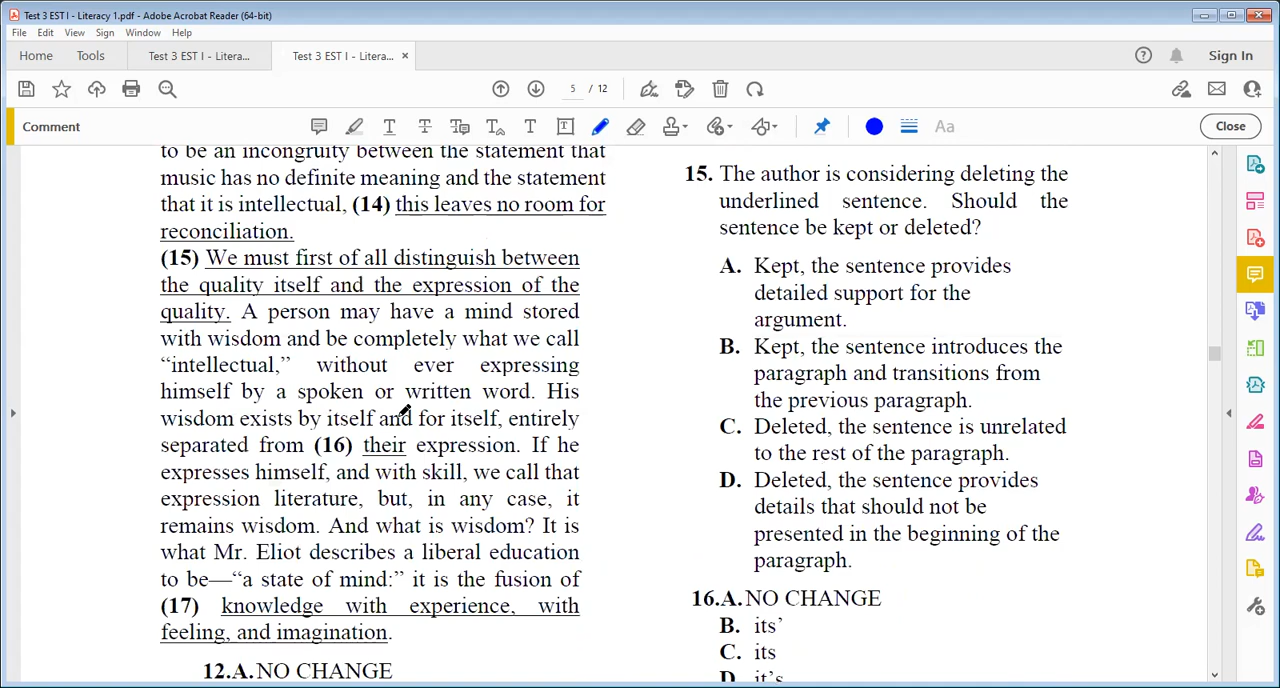 Test 3 EST I - Literacy 1.pdf - Adobe Acrobat Reader (64-bit)
File Edit View Sign Window Help
Home Tools Test 3 EST I - Litera... Test 3 EST I - Litera... ×
5 / 12
Sign In
Comment
Aa
Close
to be an incongruity between the statement that
music has no definite meaning and the statement
that it is intellectual, (14) this leaves no room for
reconciliation.
(15) We must first of all distinguish between
the quality itself and the expression of the
quality. A person may have a mind stored
with wisdom and be completely what we call
“intellectual,” without ever expressing
himself by a spoken or written word. His
wisdom exists by itself and for itself, entirely
separated from (16) their expression. If he
expresses himself, and with skill, we call that
expression literature, but, in any case, it
remains wisdom. And what is wisdom? It is
what Mr. Eliot describes a liberal education
to be—“a state of mind:” it is the fusion of
(17) knowledge with experience, with
feeling, and imagination.
12.A. NO CHANGE
15. The author is considering deleting the
underlined sentence. Should the
sentence be kept or deleted?
A. Kept, the sentence provides
detailed support for the
argument.
B. Kept, the sentence introduces the
paragraph and transitions from
the previous paragraph.
C. Deleted, the sentence is unrelated
to the rest of the paragraph.
D. Deleted, the sentence provides
details that should not be
presented in the beginning of the
paragraph.
16.A. NO CHANGE
B. its’
C. its
D. it’s